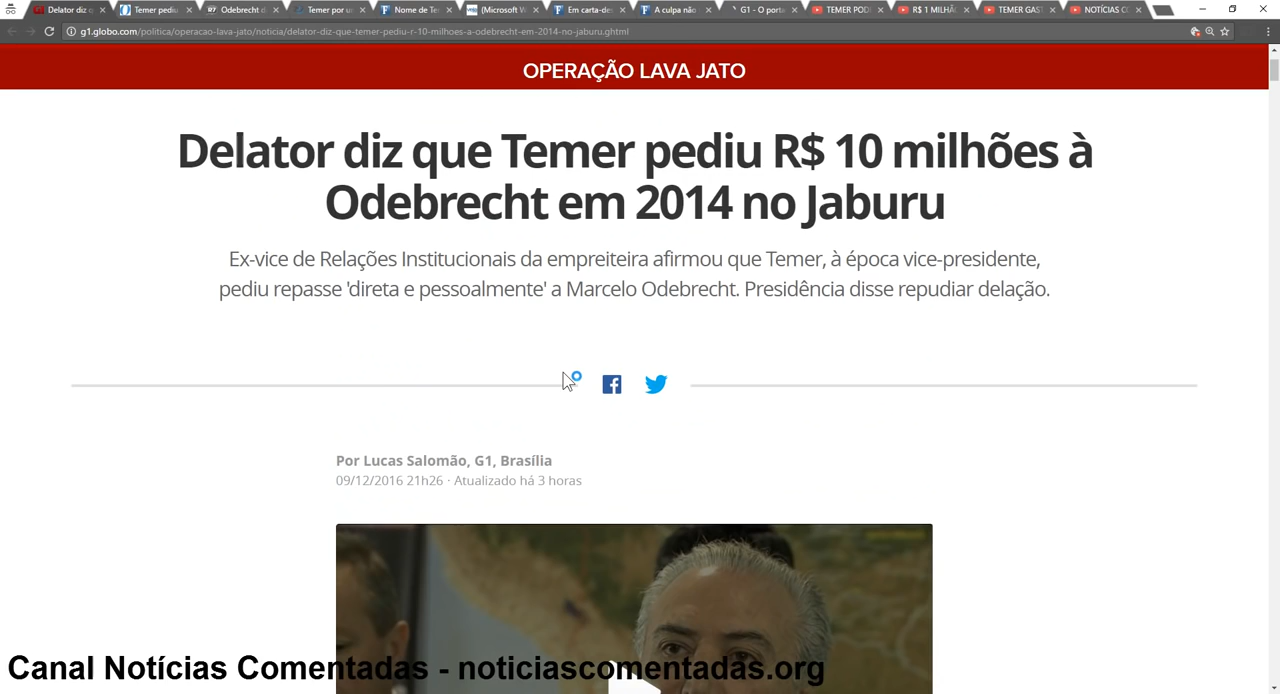 Delator diz q
Temer pediu
Odebrecht d
Temer por u
Nome de Te
(Microsoft W
Em carta-des
A culpa não
G1 - O porta
TEMER POD
R$ 1 MILHÃ
TEMER GAST
NOTÍCIAS C
g1.globo.com/politica/operacao-lava-jato/noticia/delator-diz-que-temer-pediu-r-10-milhoes-a-odebrecht-em-2014-no-jaburu.ghtml
OPERAÇÃO LAVA JATO
Delator diz que Temer pediu R$ 10 milhões à
Odebrecht em 2014 no Jaburu
Ex-vice de Relações Institucionais da empreiteira afirmou que Temer, à época vice-presidente,
pediu repasse 'direta e pessoalmente' a Marcelo Odebrecht. Presidência disse repudiar delação.
Por Lucas Salomão, G1, Brasília
09/12/2016 21h26 · Atualizado há 3 horas
Canal Notícias Comentadas - noticiascomentadas.org